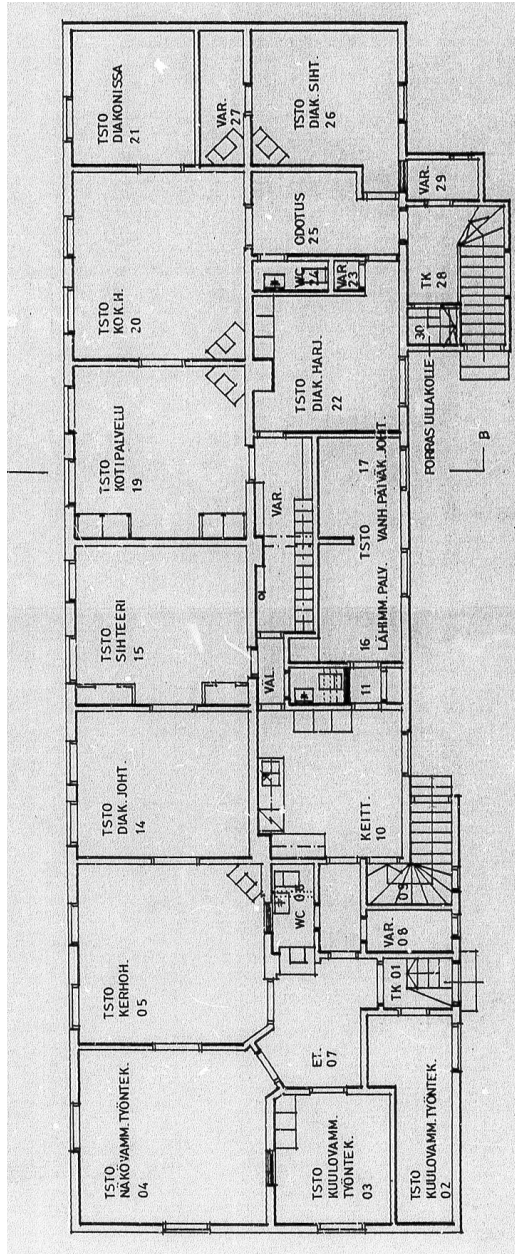 TSTO
DIAKONISSA
21
VAR.
27
TSTO
DIAK. SIHT.
26
TSTO
KOK.H.
20
ODOTUS
25
WC
24
VAR.
23
VAR.
29
TK
28
30
PORRAS ULLAKOLLE
B
TSTO
KOTIPALVELU
19
TSTO
DIAK. HARJ.
22
VAR.
17
TSTO VANH. PÄIVÄK. JOHT
16
LÄHIMM. PALV.
TSTO
SIHTEERI
15
VAL.
11
TSTO
DIAK. JOHT.
14
KEITT.
10
TSTO
KERHOH.
05
WC 06
09
VAR.
08
TK 01
ET.
07
TSTO
NÄKÖVAMM. TYÖNTEK.
04
TSTO
KUULOVAMM.
TYÖNTEK.
03
TSTO
KUULOVAMM. TYÖNTEK.
02